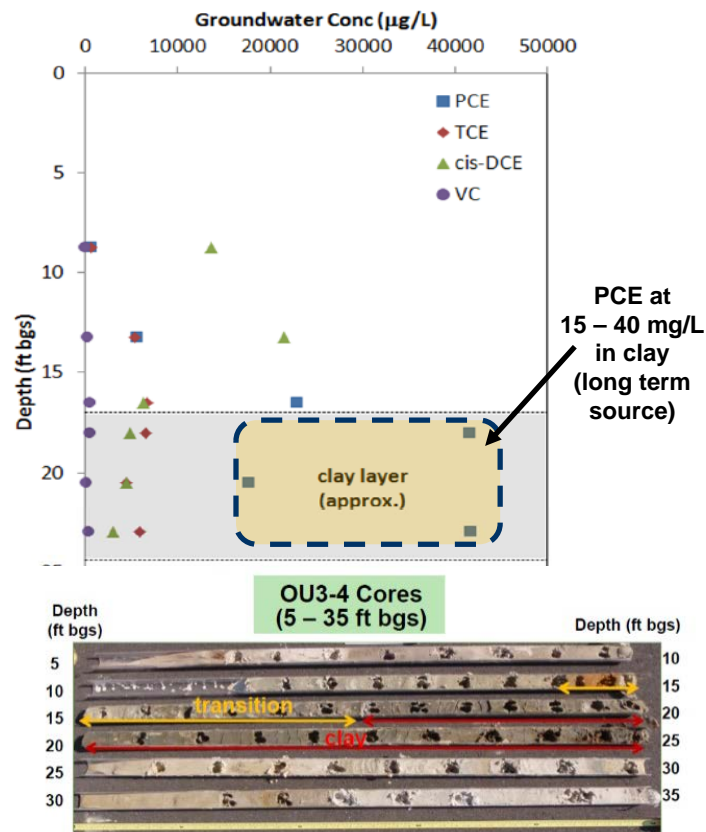 Groundwater Conc (µg/L)
0 10000 20000 30000 40000 50000
0
5
10
15
20
Depth (ft bgs)
PCE
TCE
cis-DCE
VC
PCE at
15 – 40 mg/L
in clay
(long term
source)
clay layer
(approx.)
OU3-4 Cores
(5 – 35 ft bgs)
Depth
(ft bgs)
Depth (ft bgs)
5 10
10 15
transition
15 20
clay
20 25
25 30
30 35